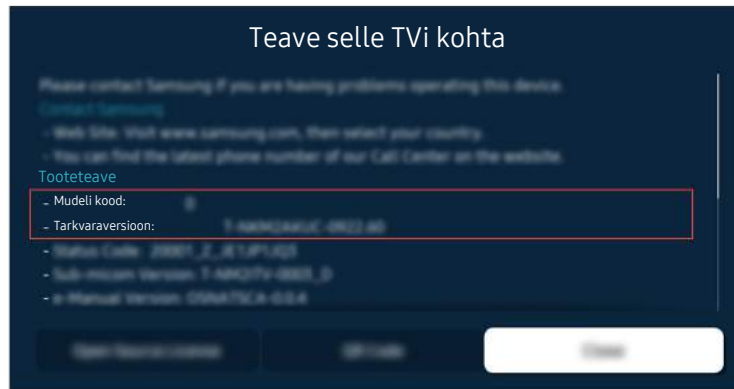 Teave selle TVi kohta
Please contact Samsung if you are having problems operating this device.
Contact Samsung
- Web Site: Visit www.samsung.com, then select your country.
- You can find the latest phone number of our Call Center on the website.
Tooteteave
- Mudeli kood:
- Tarkvaraversioon:
- Status Code:
- Sub-micom Version:
- e-Manual Version:
Open Source License
QR Code
Close